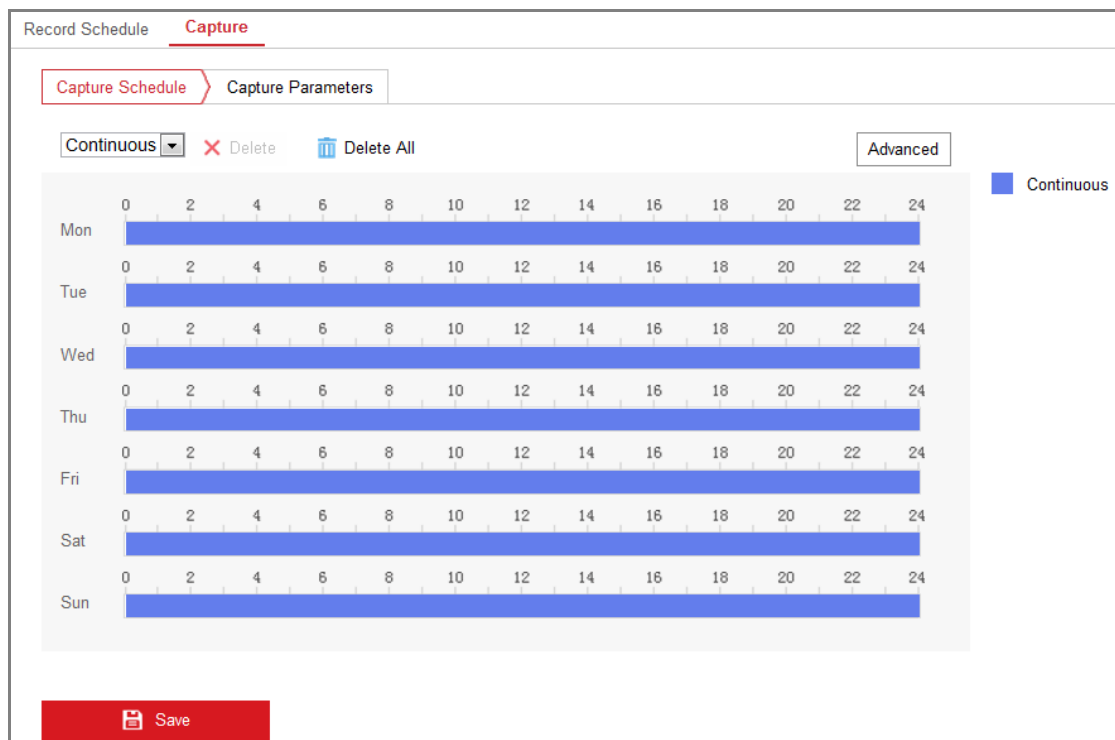 Record Schedule Capture
Capture Schedule Capture Parameters
Continuous Delete Delete All Advanced
Continuous
0 2 4 6 8 10 12 14 16 18 20 22 24
Mon
0 2 4 6 8 10 12 14 16 18 20 22 24
Tue
0 2 4 6 8 10 12 14 16 18 20 22 24
Wed
0 2 4 6 8 10 12 14 16 18 20 22 24
Thu
0 2 4 6 8 10 12 14 16 18 20 22 24
Fri
0 2 4 6 8 10 12 14 16 18 20 22 24
Sat
0 2 4 6 8 10 12 14 16 18 20 22 24
Sun
Save